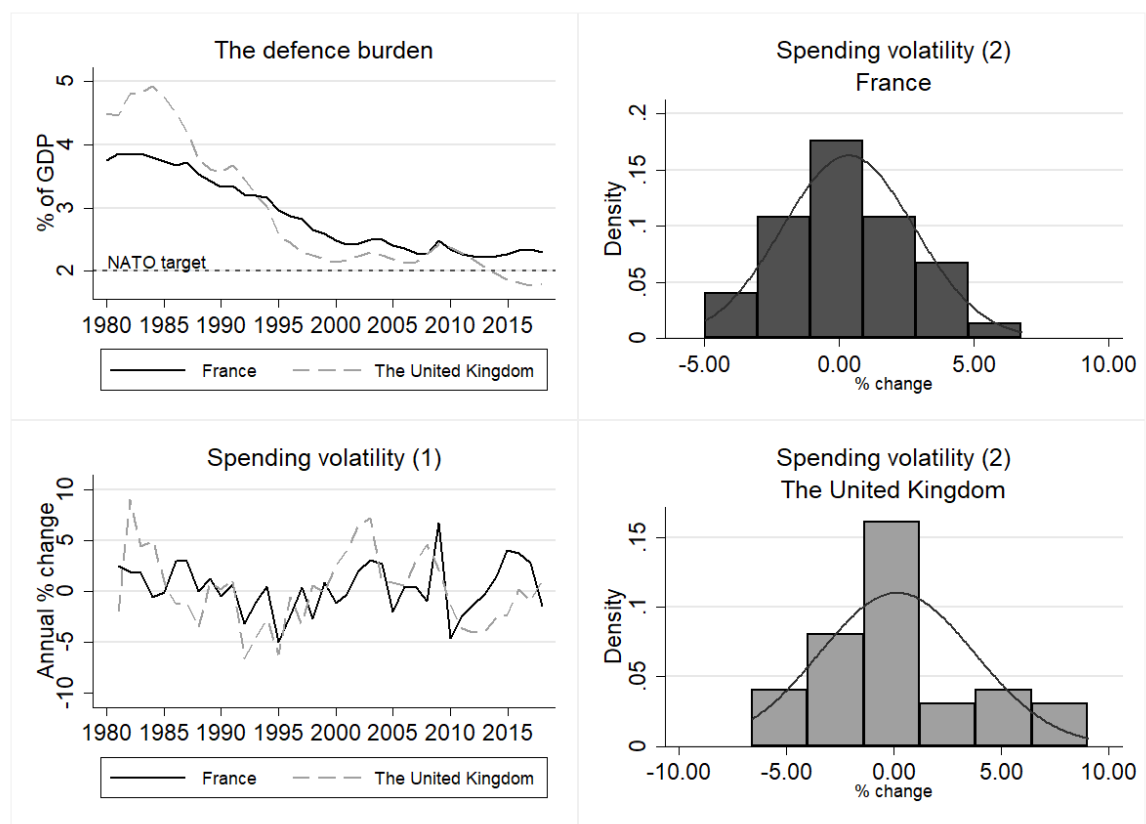 The defence burden
% of GDP
5
4
3
2
NATO target
1980 1985 1990 1995 2000 2005 2010 2015
France The United Kingdom
Spending volatility (2)
France
Density
.2
.15
.1
.05
0
-5.00 0.00 5.00 10.00
% change
Spending volatility (1)
Annual % change
10
5
0
-5
-10
1980 1985 1990 1995 2000 2005 2010 2015
France The United Kingdom
Spending volatility (2)
The United Kingdom
Density
.15
.1
.05
0
-10.00 -5.00 0.00 5.00 10.00
% change